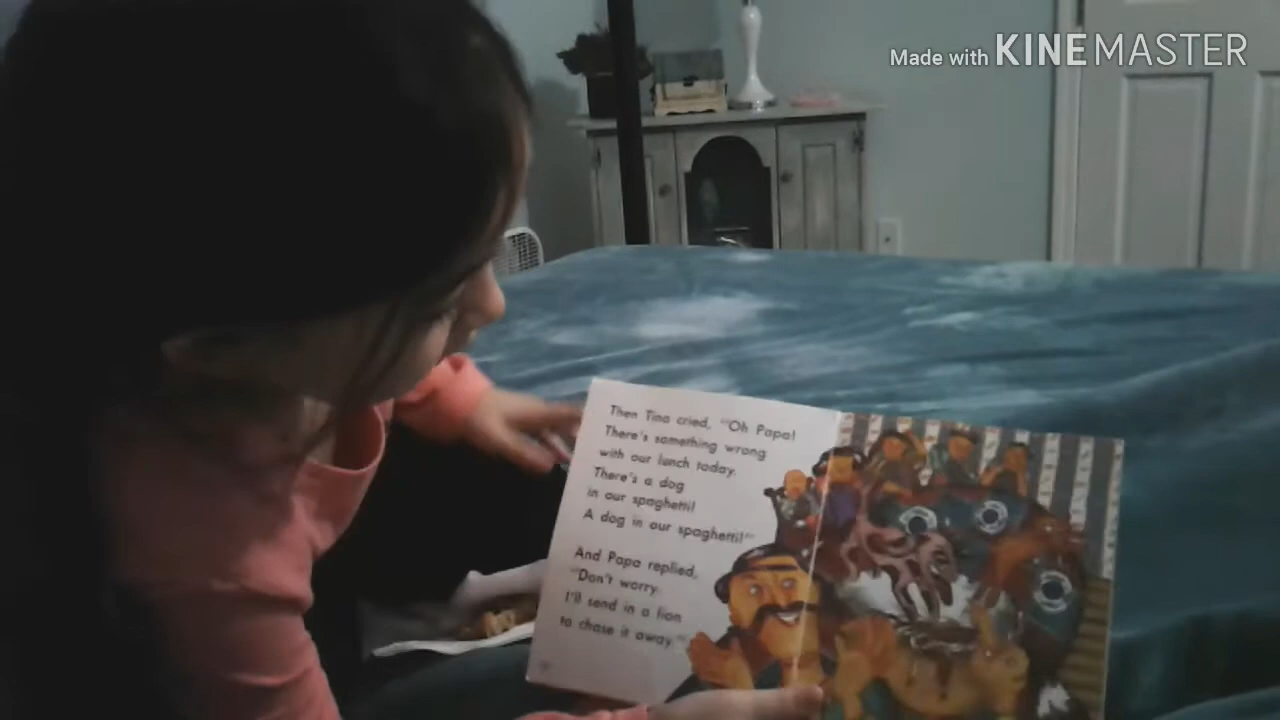 Made with KINEMASTER
Then Tina cried, "Oh Papa!
There's something wrong
with our lunch today.
There's a dog
in our spaghetti!
A dog in our spaghetti!"
And Papa replied,
"Don't worry.
I'll send in a lion
to chase it away."